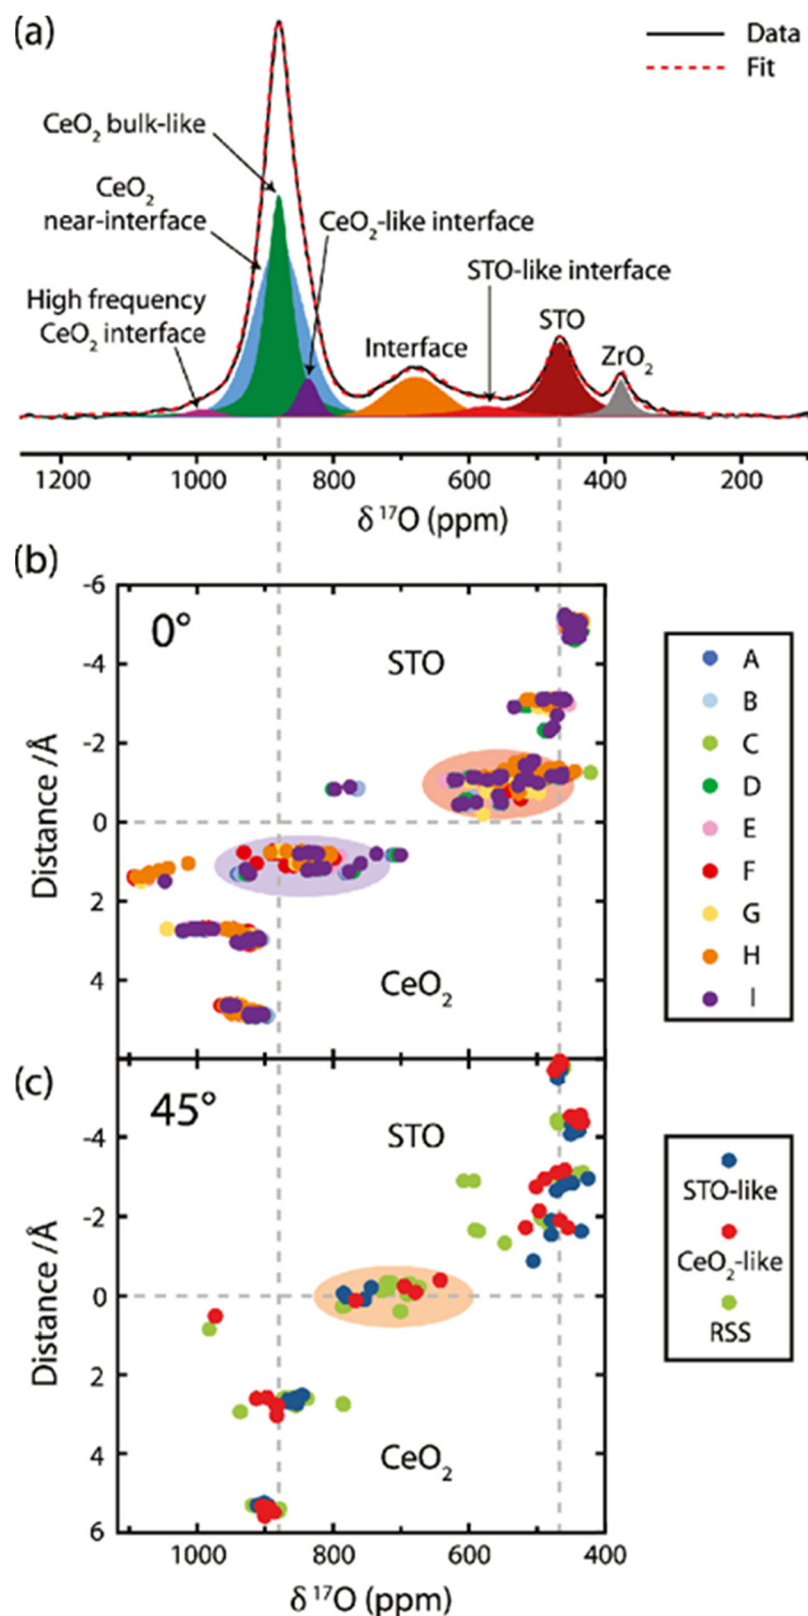 (a)
Data
Fit
CeO₂ bulk-like
CeO₂
near-interface
CeO₂-like interface
High frequency
CeO₂ interface
STO-like interface
Interface
STO
ZrO₂
1200 1000 800 600 400 200
δ ¹⁷O (ppm)
(b)
-6
0°
STO
-4
-2
Distance /Å
0
2
4
CeO₂
A
B
C
D
E
F
G
H
I
(c)
45°
STO
-4
-2
Distance /Å
0
2
4
6
CeO₂
STO-like
CeO₂-like
RSS
1000 800 600 400
δ ¹⁷O (ppm)